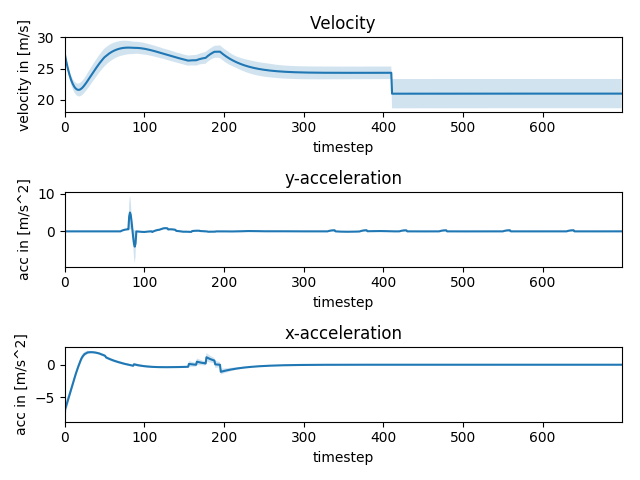 Velocity
velocity in [m/s]
30
25
20
0 100 200 300 400 500 600
timestep
y-acceleration
acc in [m/s^2]
10
0
0 100 200 300 400 500 600
timestep
x-acceleration
acc in [m/s^2]
0
−5
0 100 200 300 400 500 600
timestep